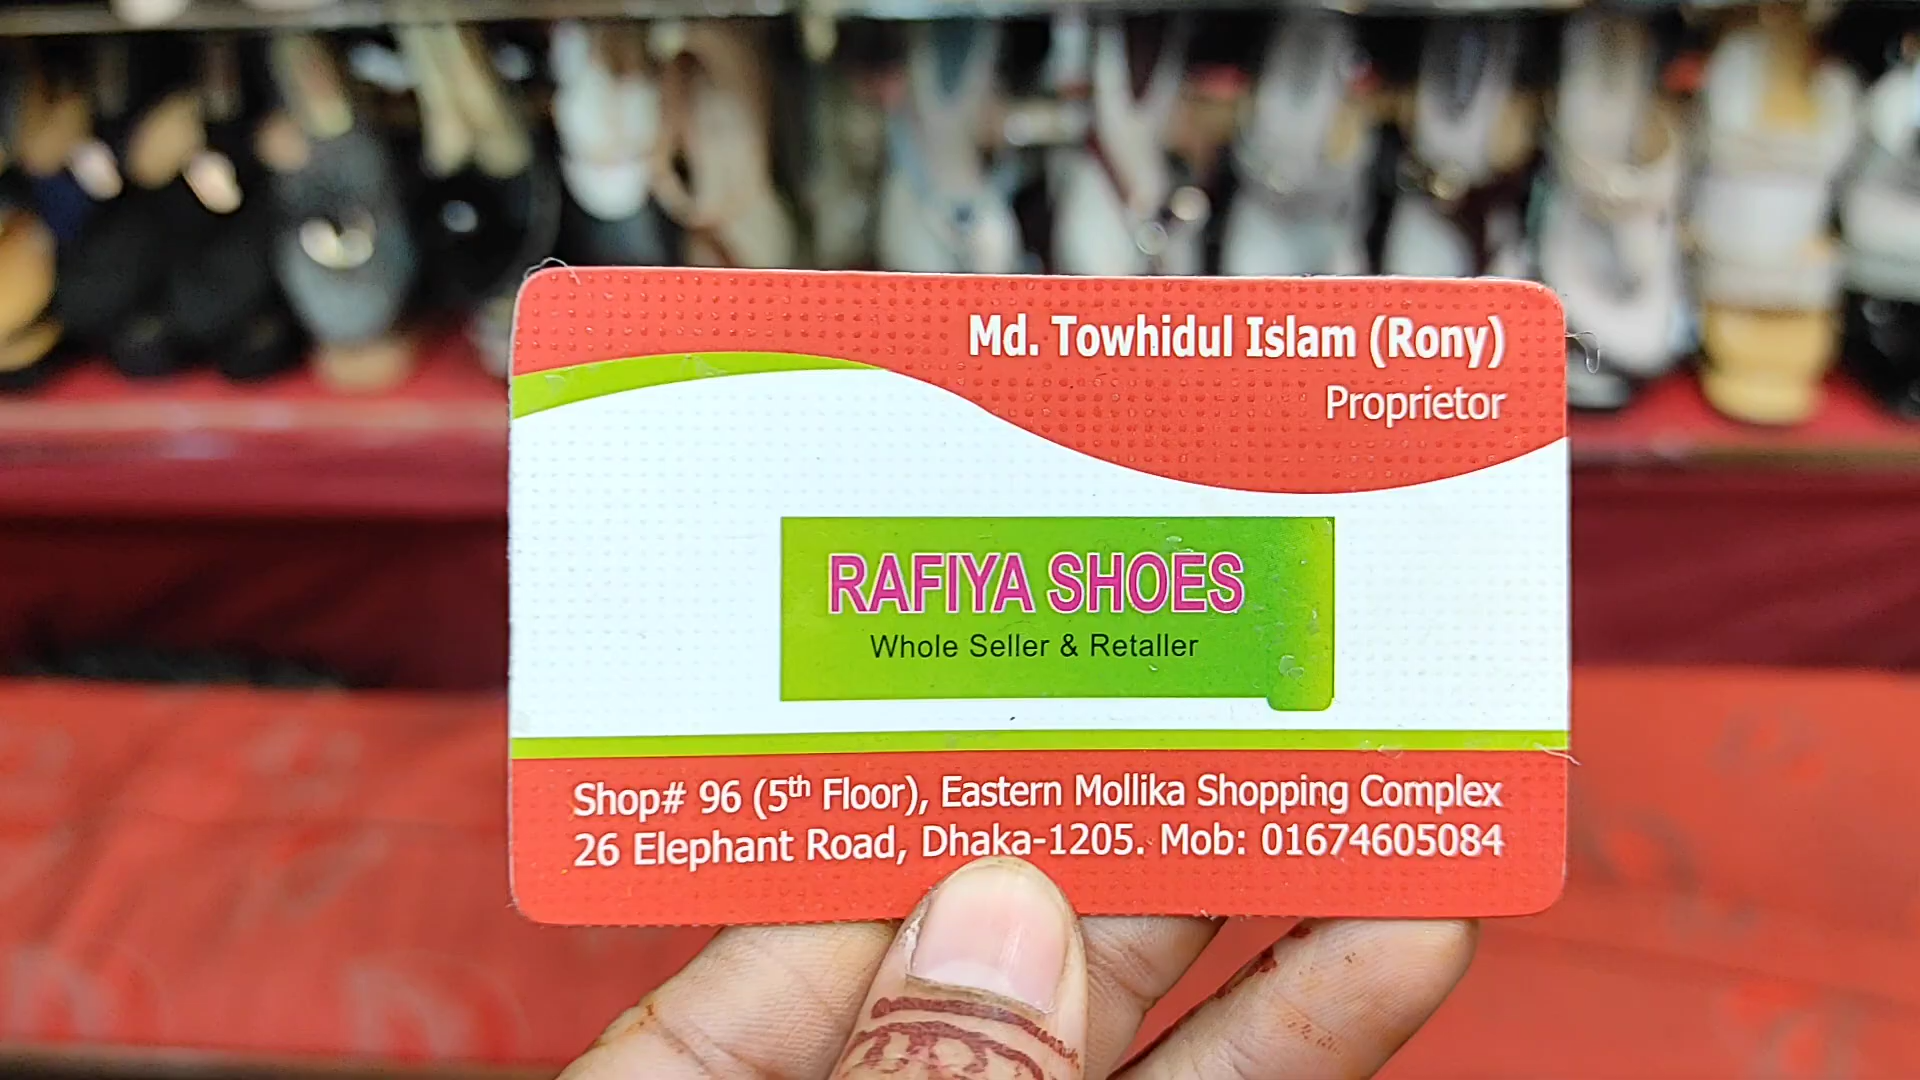 Md. Towhidul Islam (Rony)
Proprietor
RAFIYA SHOES
Whole Seller & Retaller
Shop# 96 (5th Floor), Eastern Mollika Shopping Complex
26 Elephant Road, Dhaka-1205. Mob: 01674605084